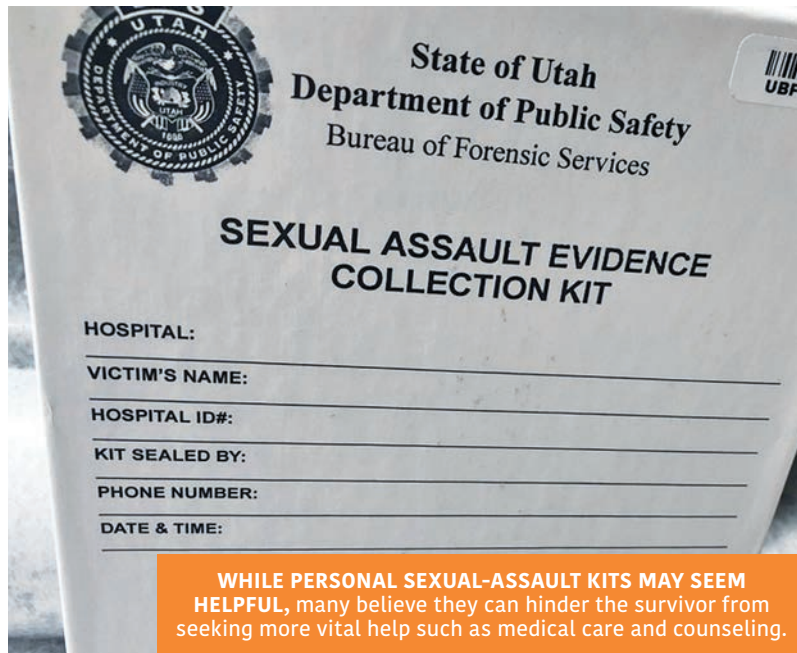 UTAH
DEPARTMENT OF PUBLIC SAFETY
UTAH
State of Utah
Department of Public Safety
Bureau of Forensic Services
SEXUAL ASSAULT EVIDENCE
COLLECTION KIT
HOSPITAL:
VICTIM'S NAME:
HOSPITAL ID#:
KIT SEALED BY:
PHONE NUMBER:
DATE & TIME:
WHILE PERSONAL SEXUAL-ASSAULT KITS MAY SEEM
HELPFUL, many believe they can hinder the survivor from
seeking more vital help such as medical care and counseling.